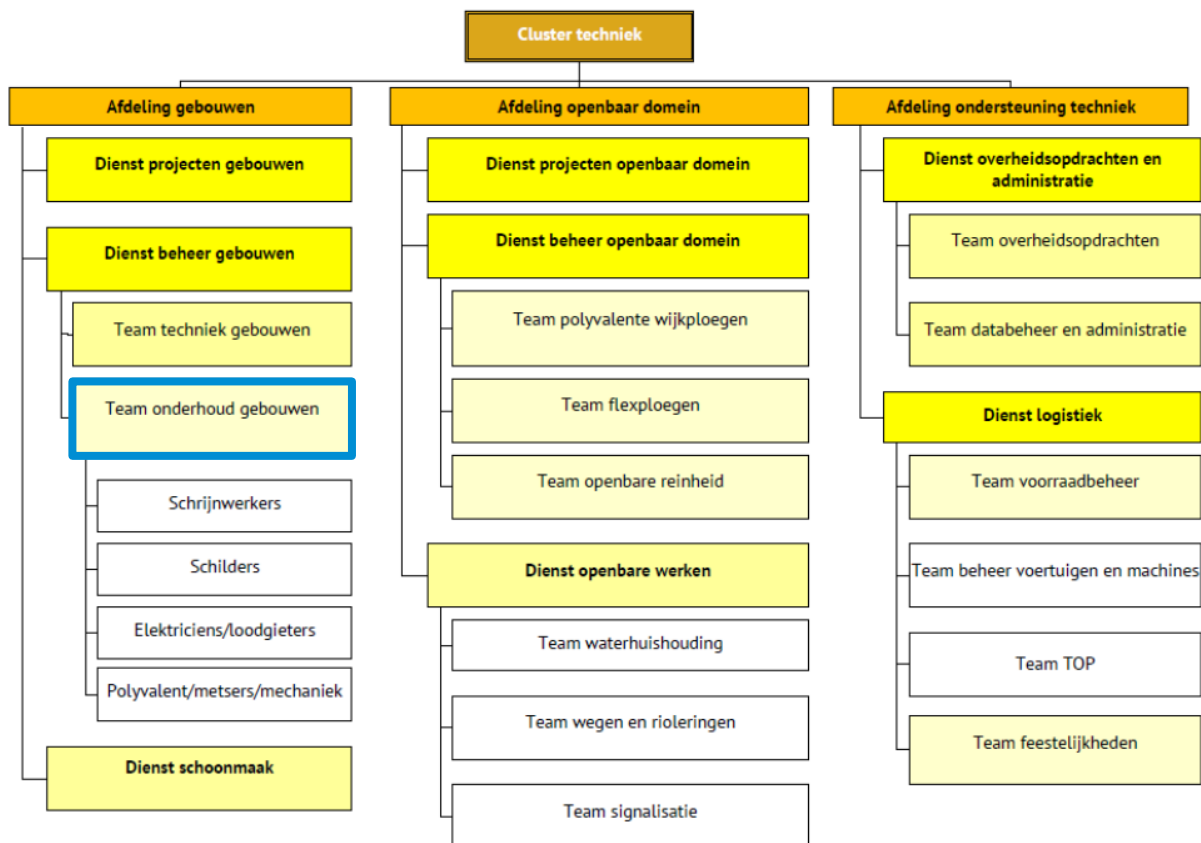 Cluster techniek
Afdeling gebouwen
Dienst projecten gebouwen
Dienst beheer gebouwen
Team techniek gebouwen
Team onderhoud gebouwen
Schrijnwerkers
Schilders
Elektriciens/loodgieters
Polyvalent/metsers/mechaniek
Dienst schoonmaak
Afdeling openbaar domein
Dienst projecten openbaar domein
Dienst beheer openbaar domein
Team polyvalente wijkploegen
Team flexploegen
Team openbare reinheid
Dienst openbare werken
Team waterhuishouding
Team wegen en rioleringen
Team signalisatie
Afdeling ondersteuning techniek
Dienst overheidsopdrachten en
administratie
Team overheidsopdrachten
Team databeheer en administratie
Dienst logistiek
Team voorraadbeheer
Team beheer voertuigen en machines
Team TOP
Team feestelijkheden